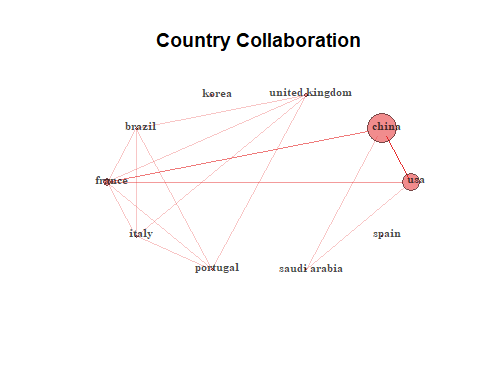 Country Collaboration
korea
united kingdom
china
brazil
france
usa
italy
spain
portugal
saudi arabia